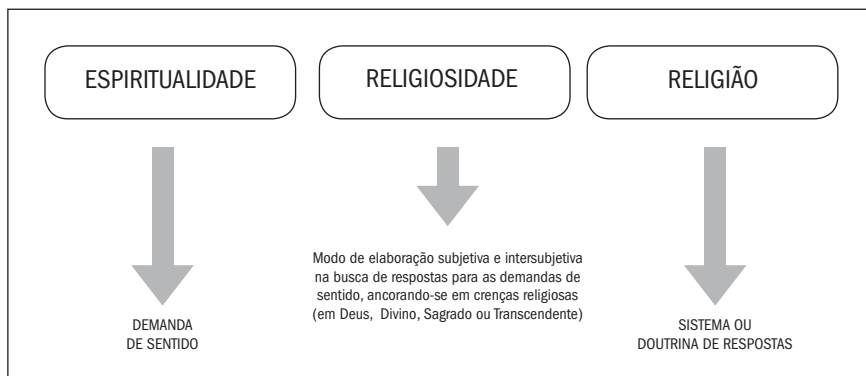 ESPIRITUALIDADE
RELIGIOSIDADE
RELIGIÃO
DEMANDA
DE SENTIDO
Modo de elaboração subjetiva e intersubjetiva
na busca de respostas para as demandas de
sentido, ancorando-se em crenças religiosas
(em Deus, Divino, Sagrado ou Transcendente)
SISTEMA OU
DOUTRINA DE RESPOSTAS